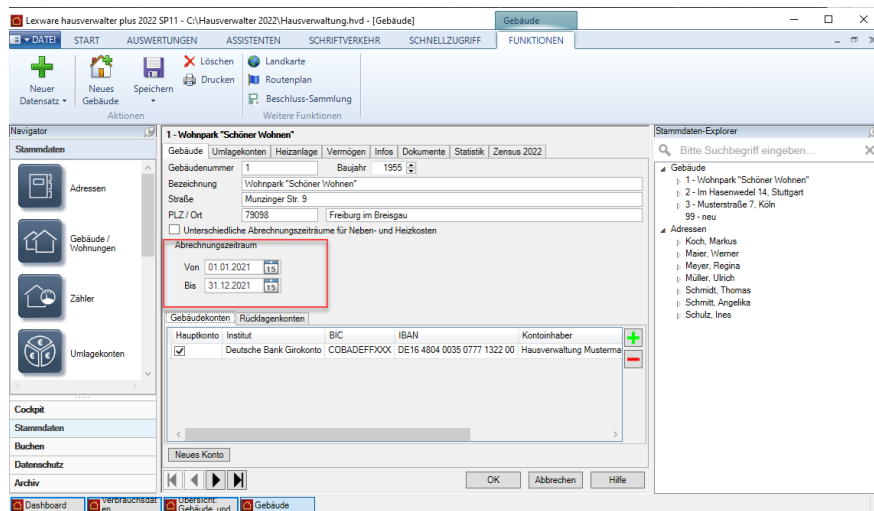 Lexware hausverwalter plus 2022 SP11 - C:\Hausverwalter 2022\Hausverwaltung.hvd - [Gebäude]
Gebäude
DATEI START AUSWERTUNGEN ASSISTENTEN SCHRIFTVERKEHR SCHNELLZUGRIFF FUNKTIONEN
Neuer Datensatz
Neues Gebäude
Speichern
Löschen
Drucken
Aktionen
Landkarte
Routenplan
Beschluss-Sammlung
Weitere Funktionen
Navigator
Stammdaten
Adressen
Gebäude /
Wohnungen
Zähler
Umlagekonten
Cockpit
Stammdaten
Buchen
Datenschutz
Archiv
1 - Wohnpark "Schöner Wohnen"
Gebäude Umlagekonten Heizanlage Vermögen Infos Dokumente Statistik Zensus 2022
Gebäudenummer 1 Baujahr 1955
Bezeichnung Wohnpark "Schöner Wohnen"
Straße Munzinger Str. 9
PLZ / Ort 79098 Freiburg im Breisgau
Unterschiedliche Abrechnungszeiträume für Neben- und Heizkosten
Abrechnungszeitraum
Von 01.01.2021 15
Bis 31.12.2021 15
Gebäudekonten Rücklagenkonten
Hauptkonto Institut BIC IBAN Kontoinhaber
Deutsche Bank Girokonto COBADEFFXXX DE16 4804 0035 0777 1322 00 Hausverwaltung Musterma
Neues Konto
OK Abbrechen Hilfe
Stammdaten-Explorer
Bitte Suchbegriff eingeben...
Gebäude
1 - Wohnpark "Schöner Wohnen"
2 - Im Hasenwedel 14, Stuttgart
3 - Musterstraße 7, Köln
99 - neu
Adressen
Koch, Markus
Maier, Werner
Meyer, Regina
Müller, Ulrich
Schmidt, Thomas
Schmitt, Angelika
Schulz, Ines
Dashboard
Verbrauchsdat
en
Übersicht:
Gebäude und
Gebäude